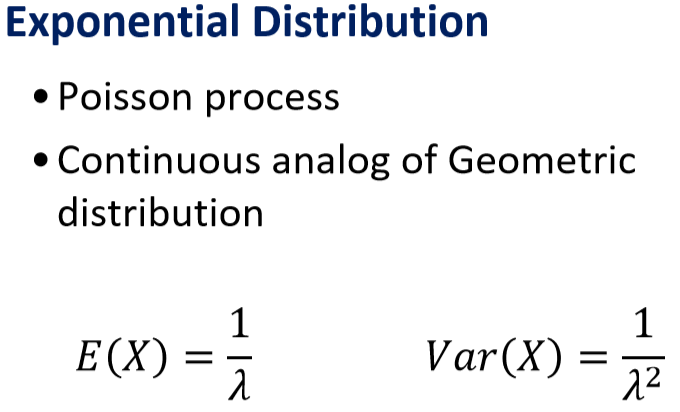 Exponential Distribution
• Poisson process
• Continuous analog of Geometric
distribution
E(X) = 1/λ Var(X) = 1/λ²